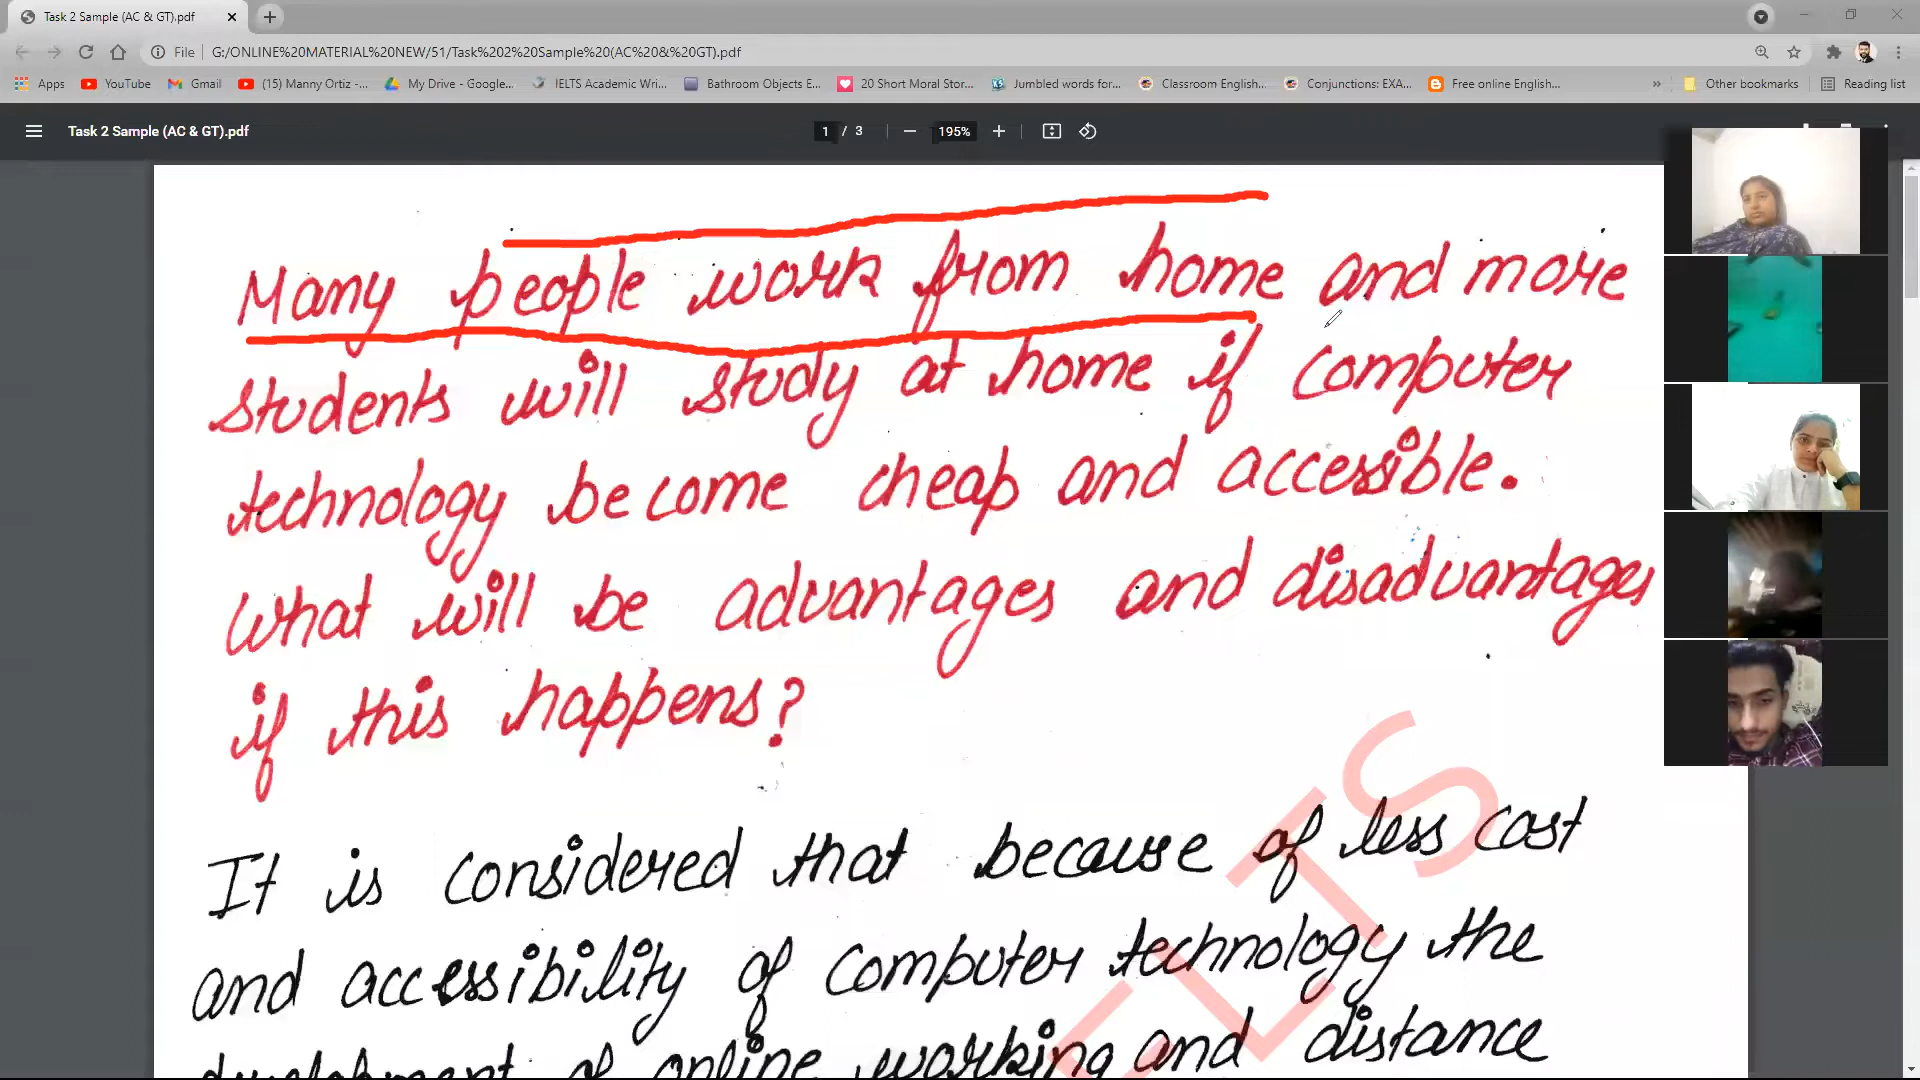 Task 2 Sample (AC & GT).pdf
File G:/ONLINE%20MATERIAL%20NEW/51/Task%202%20Sample%20(AC%20&%20GT).pdf
Apps YouTube Gmail (15) Manny Ortiz -... My Drive - Google... IELTS Academic Wri... Bathroom Objects E... 20 Short Moral Stor... Jumbled words for... Classroom English... Conjunctions: EXA... Free online English... » Other bookmarks Reading list
Task 2 Sample (AC & GT).pdf 1 / 3 195%
Many people work from home and more
students will study at home if computer
technology become cheap and accessible.
What will be advantages and disadvantages
if this happens?
It is considered that because of less cost
and accessibility of computer technology the
development of online working and distance
ELTS